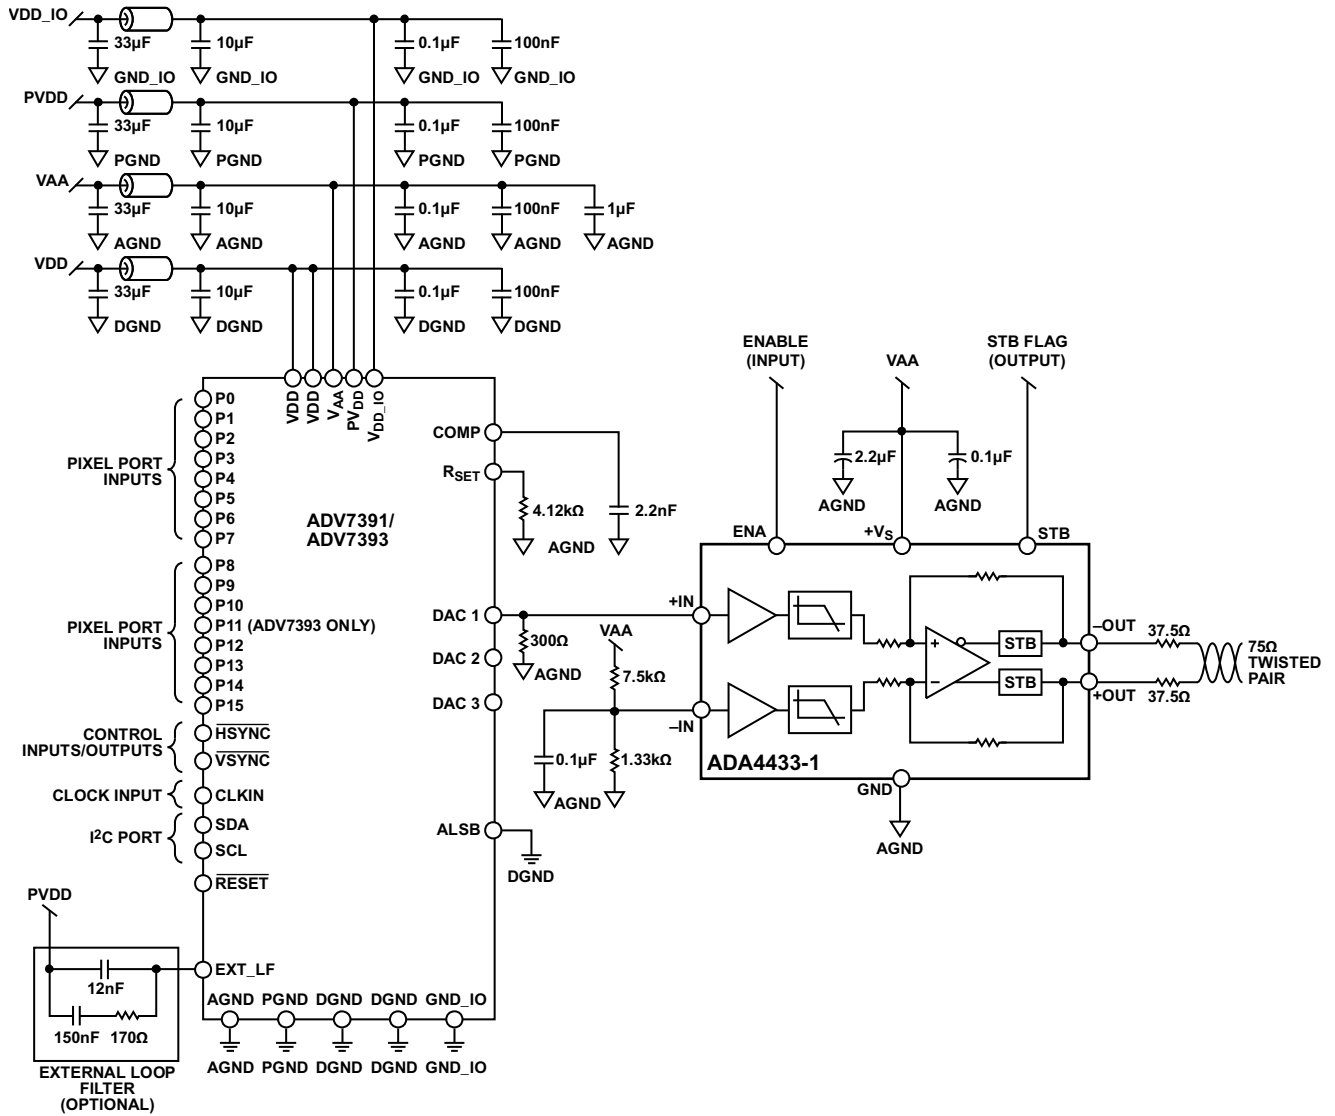 VDD_IO
33µF
10µF
0.1µF
100nF
GND_IO
GND_IO
GND_IO
GND_IO
PVDD
33µF
10µF
0.1µF
100nF
PGND
PGND
PGND
PGND
VAA
33µF
10µF
0.1µF
100nF
1µF
AGND
AGND
AGND
AGND
AGND
VDD
33µF
10µF
0.1µF
100nF
DGND
DGND
DGND
DGND
VDD
VDD
VAA
PVDD
VDD_IO
PIXEL PORT
INPUTS
P0
P1
P2
P3
P4
P5
P6
P7
PIXEL PORT
INPUTS
P8
P9
P10
P11 (ADV7393 ONLY)
P12
P13
P14
P15
CONTROL
INPUTS/OUTPUTS
HSYNC
VSYNC
CLOCK INPUT
CLKIN
I2C PORT
SDA
SCL
RESET
PVDD
EXT_LF
12nF
150nF
170Ω
EXTERNAL LOOP
FILTER
(OPTIONAL)
ADV7391/
ADV7393
COMP
RSET
4.12kΩ
AGND
2.2nF
DAC 1
DAC 2
DAC 3
300Ω
AGND
VAA
7.5kΩ
0.1µF
1.33kΩ
AGND
ALSB
DGND
AGND
PGND
DGND
DGND
GND_IO
AGND
PGND
DGND
DGND
GND_IO
ENABLE
(INPUT)
VAA
STB FLAG
(OUTPUT)
2.2µF
0.1µF
AGND
AGND
ENA
+VS
STB
+IN
–IN
+
–
STB
STB
–OUT
+OUT
37.5Ω
37.5Ω
75Ω
TWISTED
PAIR
ADA4433-1
GND
AGND